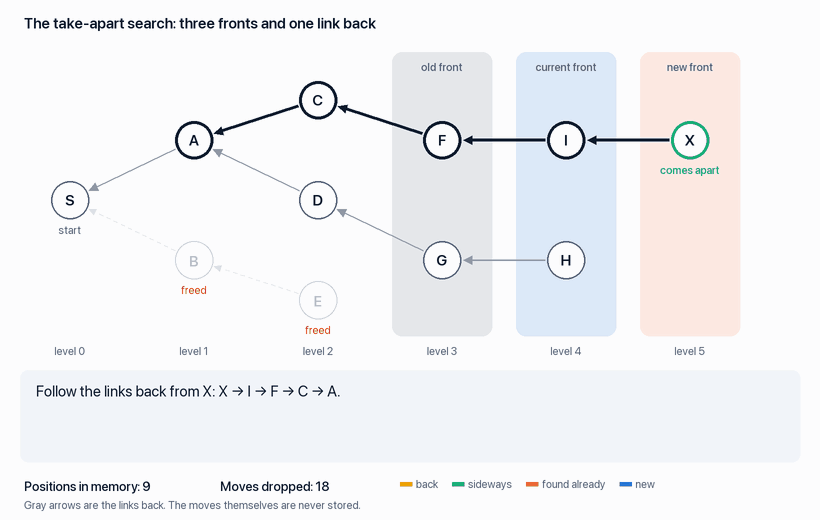 The take-apart search: three fronts and one link back
old front
current front
new front
C
A
F
I
X
comes apart
S
start
D
B
freed
G
H
E
freed
level 0
level 1
level 2
level 3
level 4
level 5
Follow the links back from X: X → I → F → C → A.
Positions in memory: 9
Moves dropped: 18
back
sideways
found already
new
Gray arrows are the links back. The moves themselves are never stored.